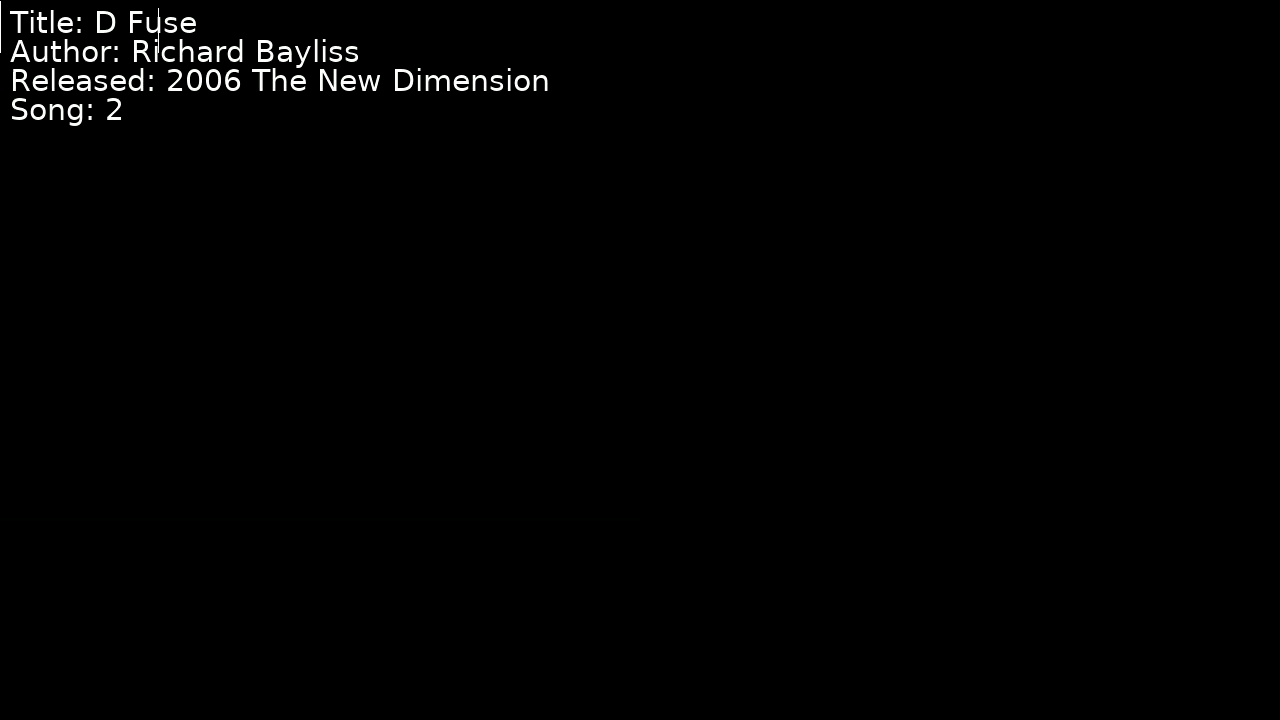 Title: D Fuse
Author: Richard Bayliss
Released: 2006 The New Dimension
Song: 2